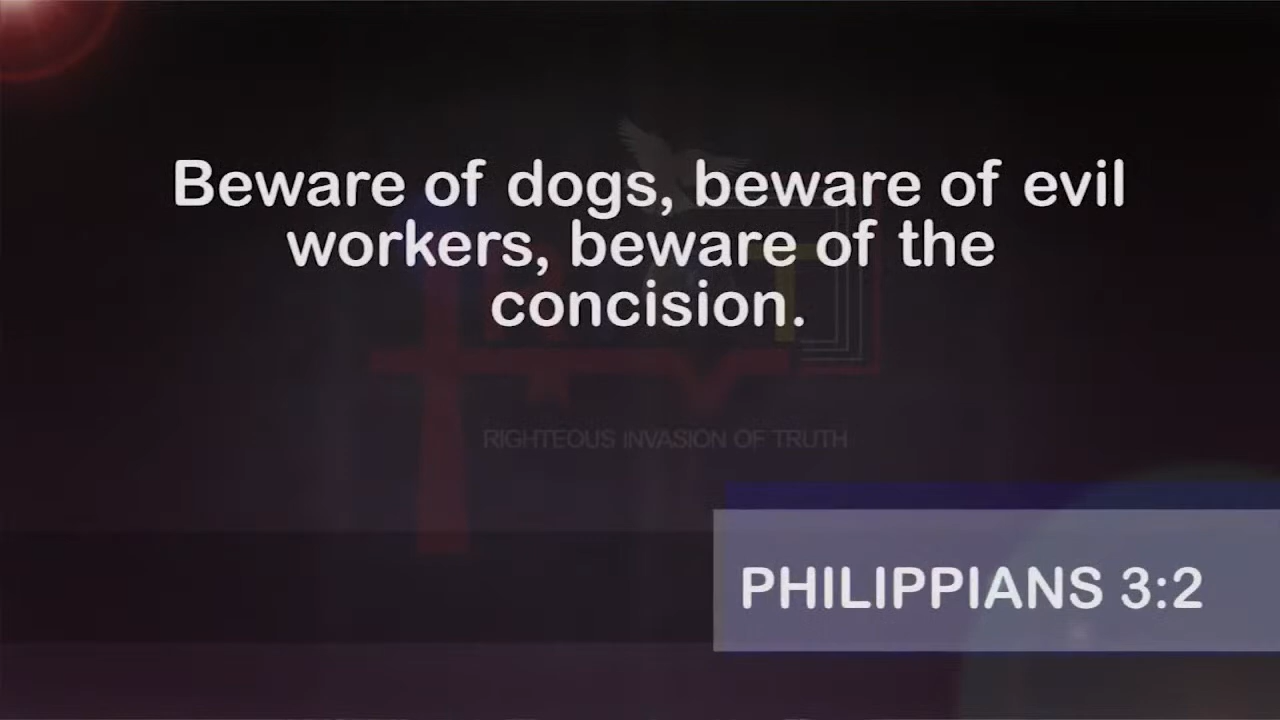 Beware of dogs, beware of evil
workers, beware of the
concision.
RIGHTEOUS INVASION OF TRUTH
PHILIPPIANS 3:2